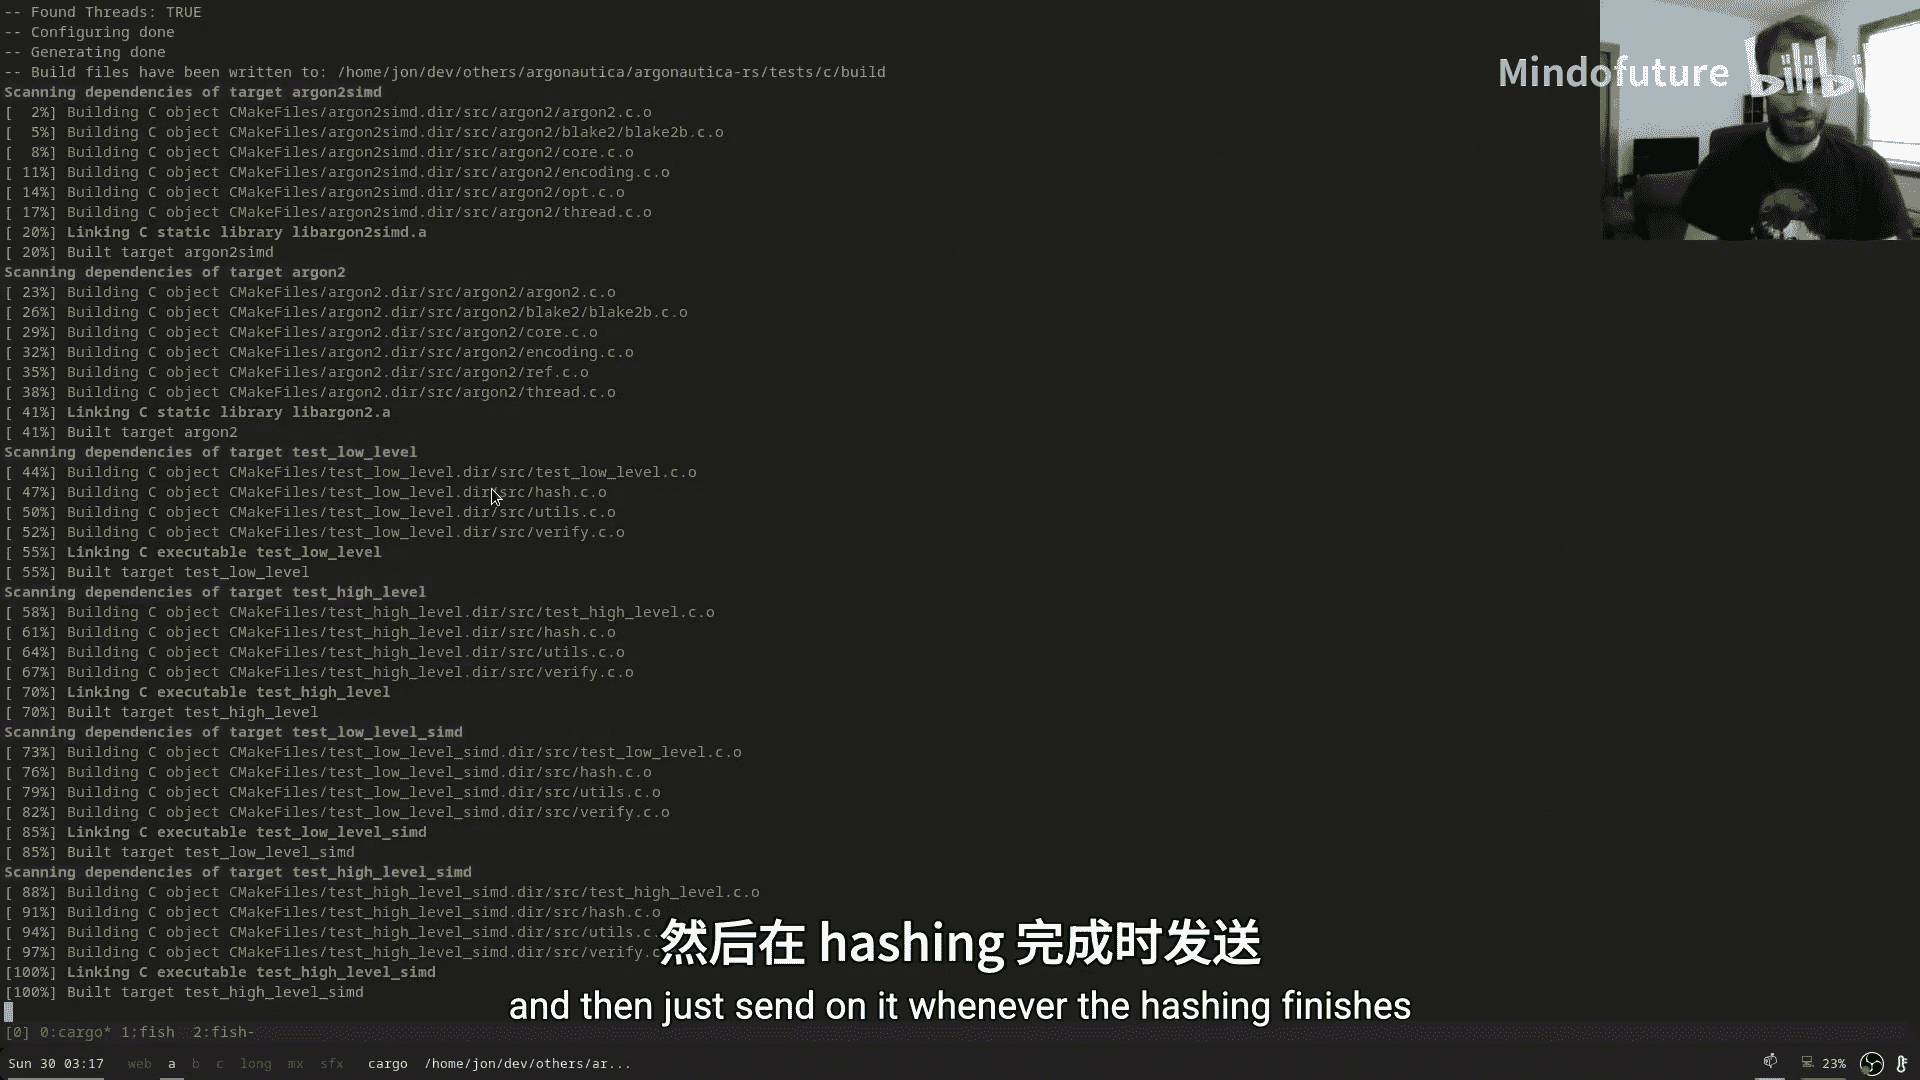 -- Found Threads: TRUE
-- Configuring done
-- Generating done
-- Build files have been written to: /home/jon/dev/others/argonautica/argonautica-rs/tests/c/build
Mindofuture bilibili
Scanning dependencies of target argon2simd
[  2%] Building C object CMakeFiles/argon2simd.dir/src/argon2/argon2.c.o
[  5%] Building C object CMakeFiles/argon2simd.dir/src/argon2/blake2/blake2b.c.o
[  8%] Building C object CMakeFiles/argon2simd.dir/src/argon2/core.c.o
[ 11%] Building C object CMakeFiles/argon2simd.dir/src/argon2/encoding.c.o
[ 14%] Building C object CMakeFiles/argon2simd.dir/src/argon2/opt.c.o
[ 17%] Building C object CMakeFiles/argon2simd.dir/src/argon2/thread.c.o
[ 20%] Linking C static library libargon2simd.a
[ 20%] Built target argon2simd
Scanning dependencies of target argon2
[ 23%] Building C object CMakeFiles/argon2.dir/src/argon2/argon2.c.o
[ 26%] Building C object CMakeFiles/argon2.dir/src/argon2/blake2/blake2b.c.o
[ 29%] Building C object CMakeFiles/argon2.dir/src/argon2/core.c.o
[ 32%] Building C object CMakeFiles/argon2.dir/src/argon2/encoding.c.o
[ 35%] Building C object CMakeFiles/argon2.dir/src/argon2/ref.c.o
[ 38%] Building C object CMakeFiles/argon2.dir/src/argon2/thread.c.o
[ 41%] Linking C static library libargon2.a
[ 41%] Built target argon2
Scanning dependencies of target test_low_level
[ 44%] Building C object CMakeFiles/test_low_level.dir/src/test_low_level.c.o
[ 47%] Building C object CMakeFiles/test_low_level.dir/src/hash.c.o
[ 50%] Building C object CMakeFiles/test_low_level.dir/src/utils.c.o
[ 52%] Building C object CMakeFiles/test_low_level.dir/src/verify.c.o
[ 55%] Linking C executable test_low_level
[ 55%] Built target test_low_level
Scanning dependencies of target test_high_level
[ 58%] Building C object CMakeFiles/test_high_level.dir/src/test_high_level.c.o
[ 61%] Building C object CMakeFiles/test_high_level.dir/src/hash.c.o
[ 64%] Building C object CMakeFiles/test_high_level.dir/src/utils.c.o
[ 67%] Building C object CMakeFiles/test_high_level.dir/src/verify.c.o
[ 70%] Linking C executable test_high_level
[ 70%] Built target test_high_level
Scanning dependencies of target test_low_level_simd
[ 73%] Building C object CMakeFiles/test_low_level_simd.dir/src/test_low_level.c.o
[ 76%] Building C object CMakeFiles/test_low_level_simd.dir/src/hash.c.o
[ 79%] Building C object CMakeFiles/test_low_level_simd.dir/src/utils.c.o
[ 82%] Building C object CMakeFiles/test_low_level_simd.dir/src/verify.c.o
[ 85%] Linking C executable test_low_level_simd
[ 85%] Built target test_low_level_simd
Scanning dependencies of target test_high_level_simd
[ 88%] Building C object CMakeFiles/test_high_level_simd.dir/src/test_high_level.c.o
[ 91%] Building C object CMakeFiles/test_high_level_simd.dir/src/hash.c.o
[ 94%] Building C object CMakeFiles/test_high_level_simd.dir/src/utils.c.
[ 97%] Building C object CMakeFiles/test_high_level_simd.dir/src/verify.c
[100%] Linking C executable test_high_level_simd
[100%] Built target test_high_level_simd
然后在 hashing 完成时发送
and then just send on it whenever the hashing finishes
[0] 0:cargo* 1:fish  2:fish-
Sun 30 03:17 web a b c long mx sfx cargo /home/jon/dev/others/ar... 23%